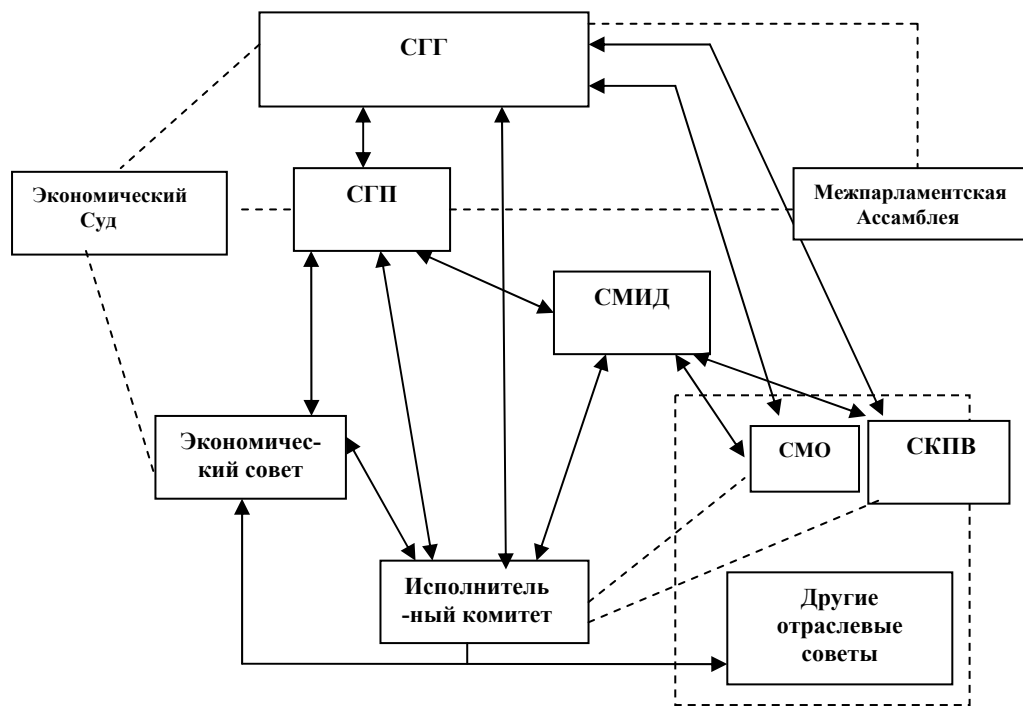 СГГ
Экономический
Суд
СГП
Межпарламентская
Ассамблея
СМИД
Экономичес-
кий совет
СМО
СКПВ
Исполнитель
-ный комитет
Другие
отраслевые
советы